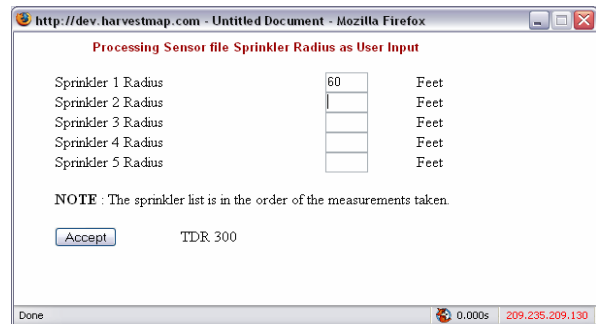 http://dev.harvestmap.com - Untitled Document - Mozilla Firefox
Processing Sensor file Sprinkler Radius as User Input
Sprinkler 1 Radius 60 Feet
Sprinkler 2 Radius Feet
Sprinkler 3 Radius Feet
Sprinkler 4 Radius Feet
Sprinkler 5 Radius Feet
NOTE : The sprinkler list is in the order of the measurements taken.
Accept TDR 300
Done 0.000s 209.235.209.130